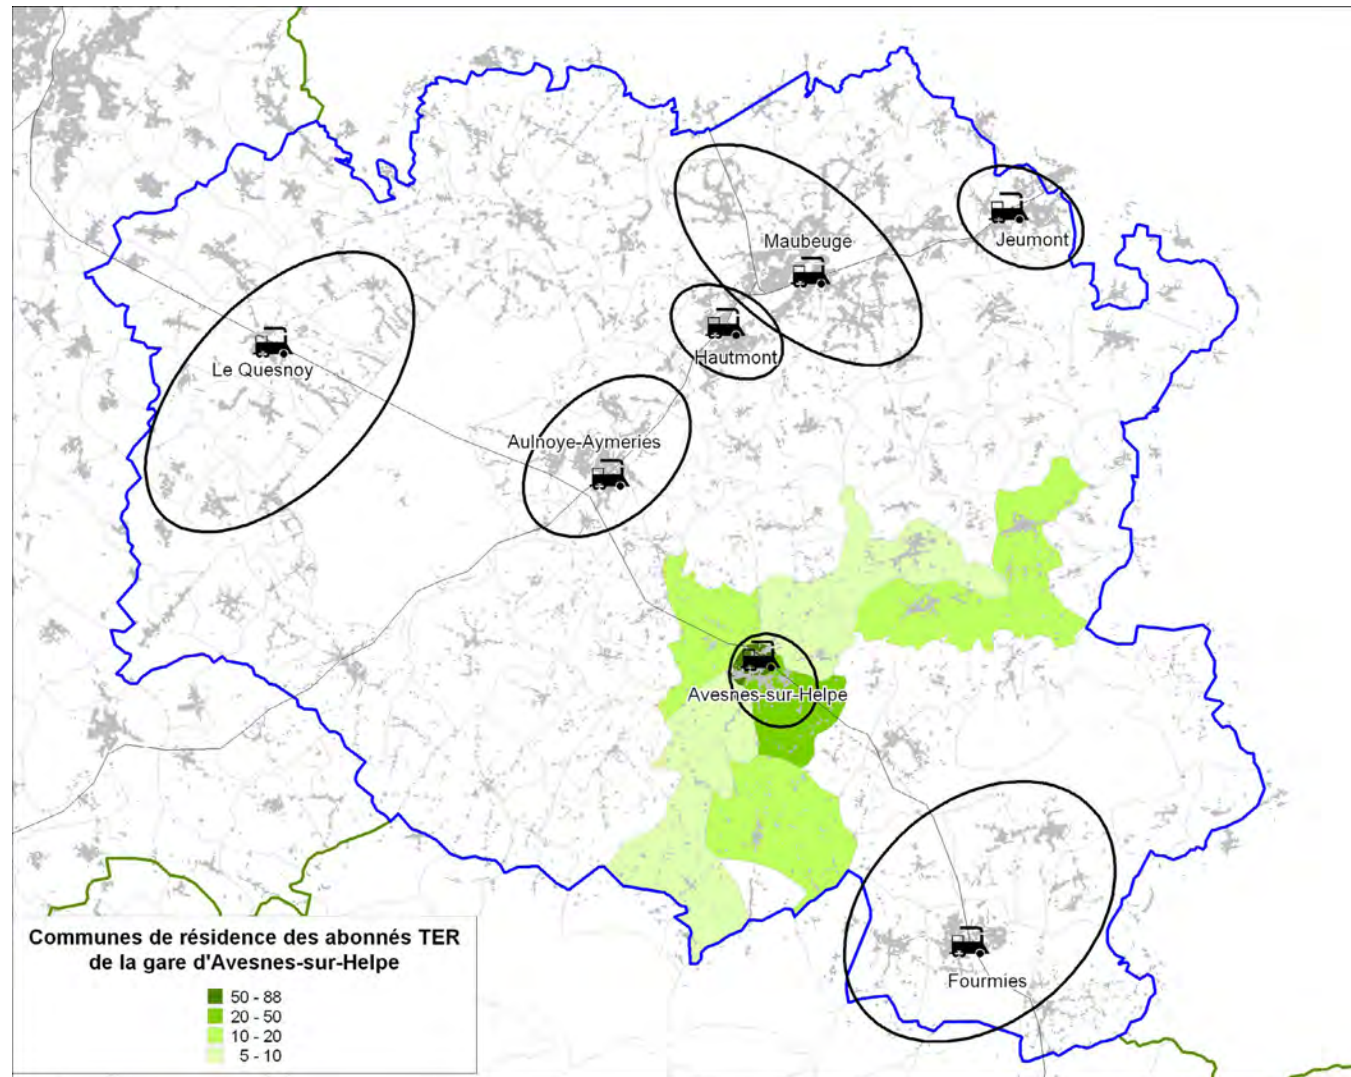 Maubeuge
Jeumont
Hautmont
Le Quesnoy
Aulnoye-Aymeries
Avesnes-sur-Helpe
Fourmies
Communes de résidence des abonnés TER
de la gare d'Avesnes-sur-Helpe
50 - 88
20 - 50
10 - 20
5 - 10